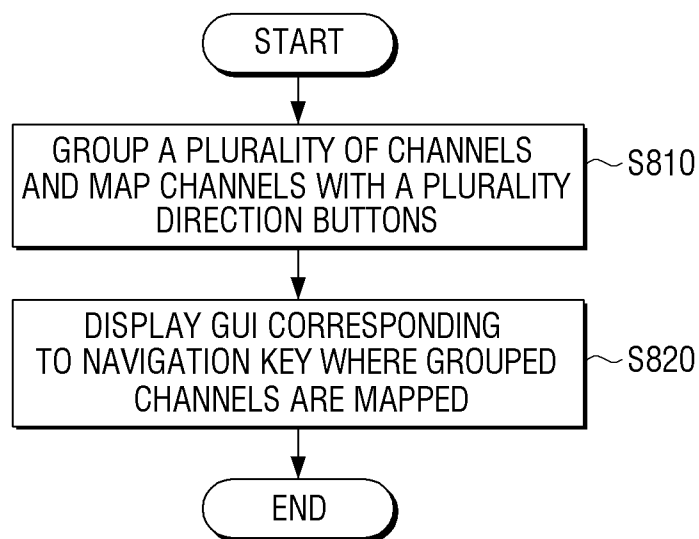 START
GROUP A PLURALITY OF CHANNELS
AND MAP CHANNELS WITH A PLURALITY
DIRECTION BUTTONS
S810
DISPLAY GUI CORRESPONDING
TO NAVIGATION KEY WHERE GROUPED
CHANNELS ARE MAPPED
S820
END